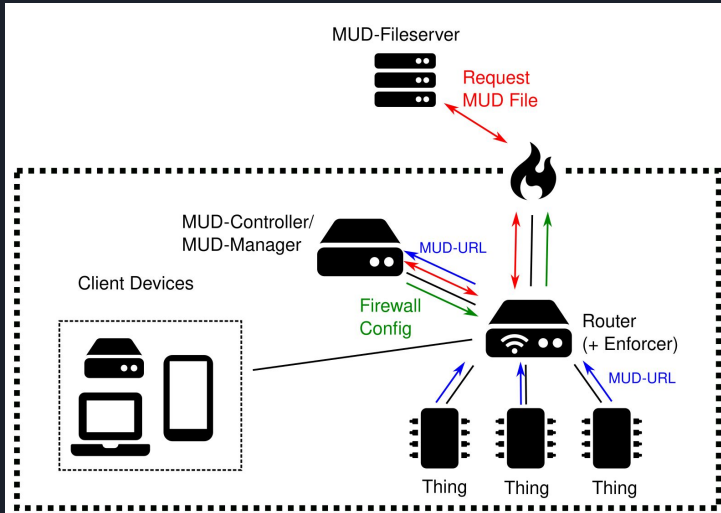 MUD-Fileserver
Request
MUD File
MUD-Controller/
MUD-Manager
MUD-URL
Client Devices
Firewall
Config
Router
(+ Enforcer)
MUD-URL
Thing
Thing
Thing